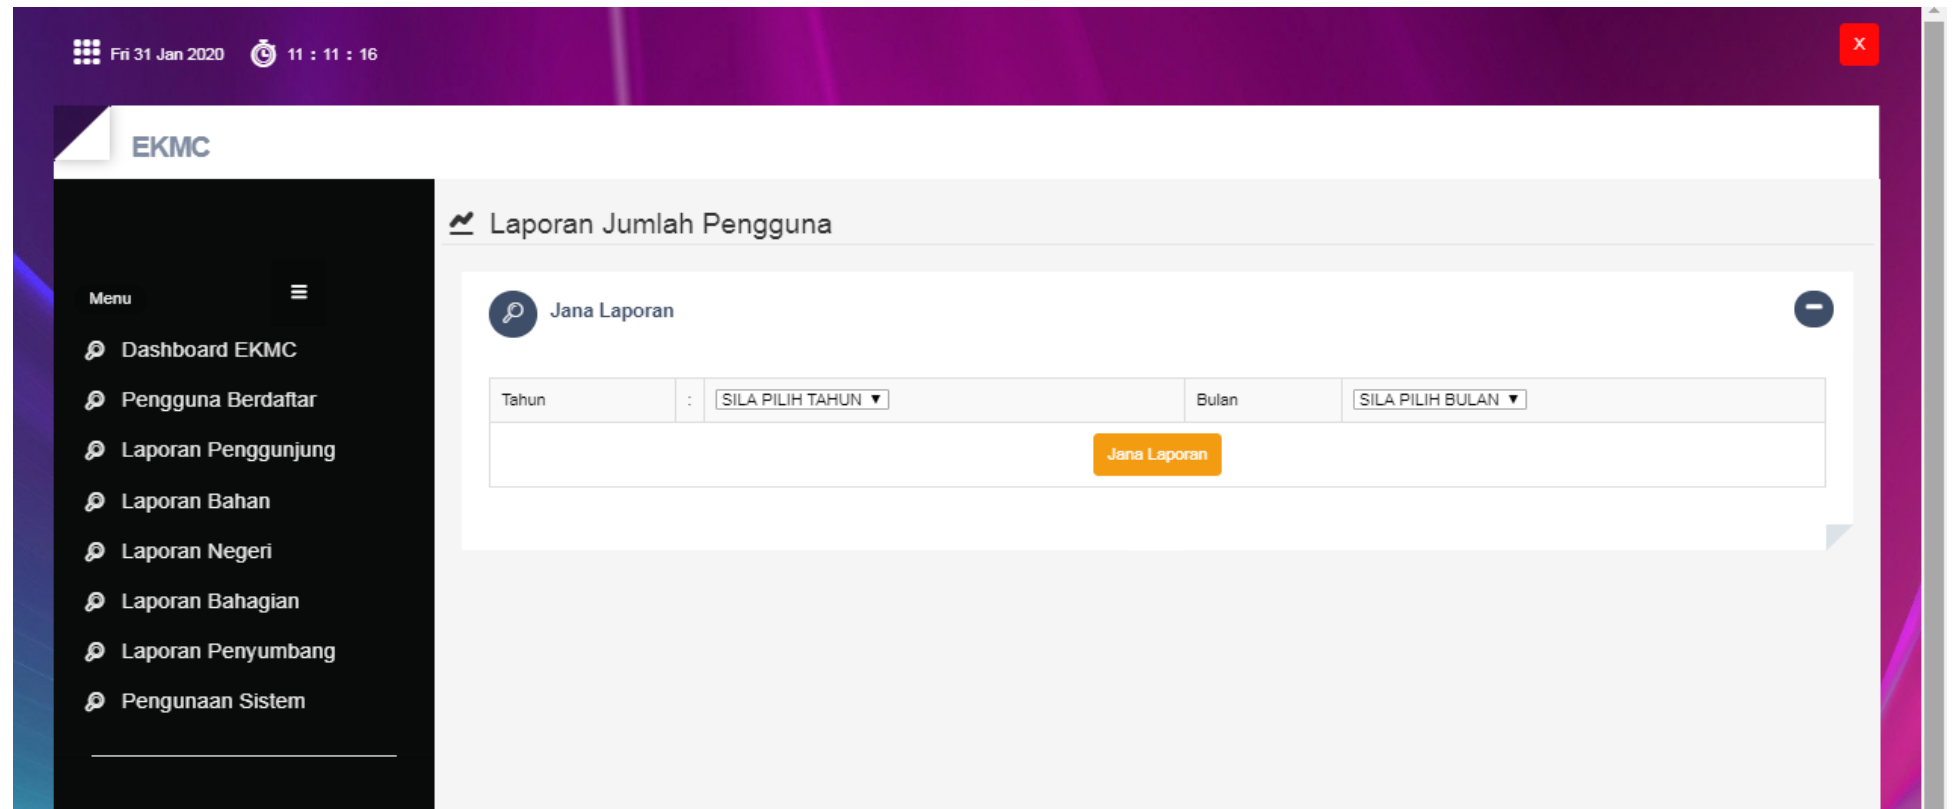 Fri 31 Jan 2020 11 : 11 : 16
X
EKMC
Laporan Jumlah Pengguna
Menu
Dashboard EKMC
Pengguna Berdaftar
Laporan Penggunjung
Laporan Bahan
Laporan Negeri
Laporan Bahagian
Laporan Penyumbang
Pengunaan Sistem
Jana Laporan
Tahun : SILA PILIH TAHUN Bulan SILA PILIH BULAN
Jana Laporan